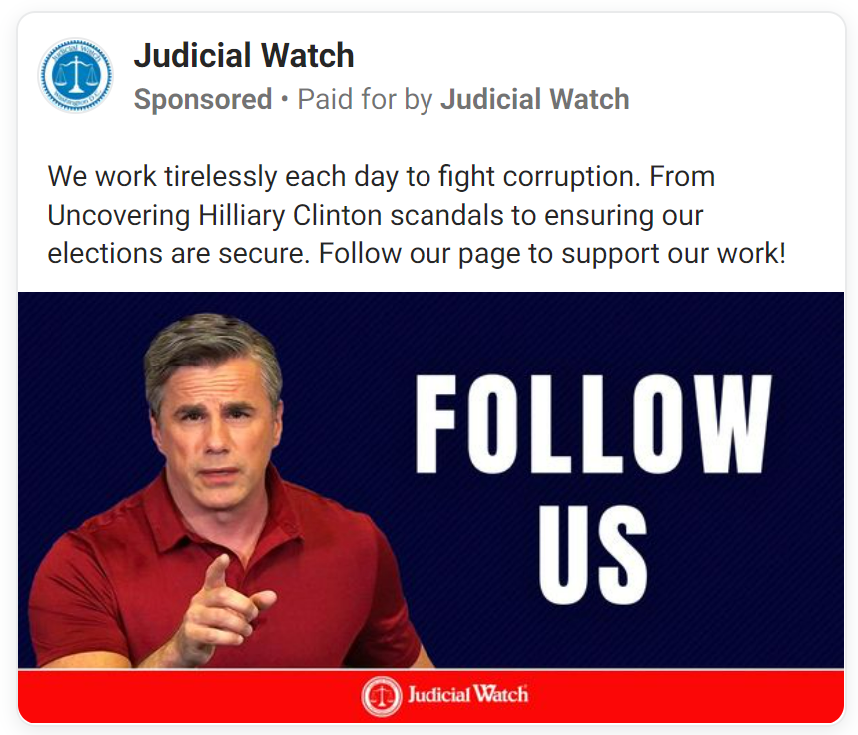 Judicial Watch
Sponsored • Paid for by Judicial Watch
We work tirelessly each day to fight corruption. From
Uncovering Hilliary Clinton scandals to ensuring our
elections are secure. Follow our page to support our work!
FOLLOW
US
Judicial Watch